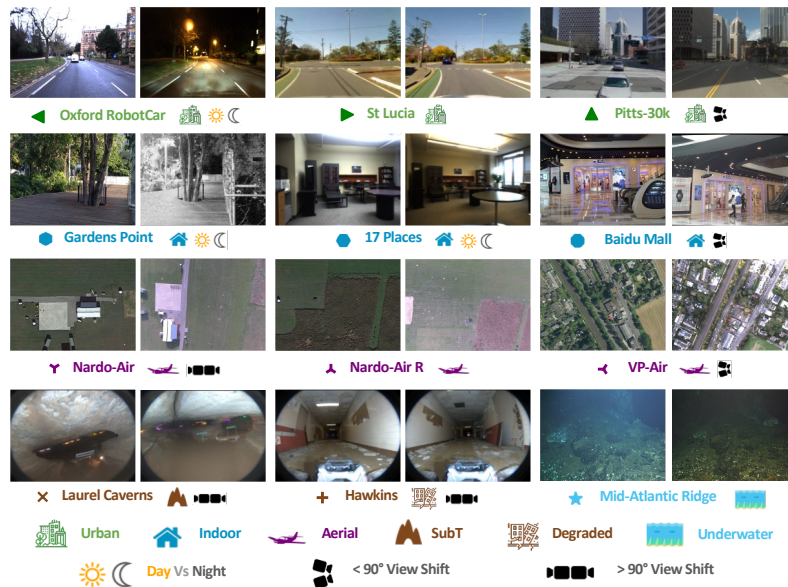 Oxford RobotCar
St Lucia
Pitts-30k
Gardens Point
17 Places
Baidu Mall
Nardo-Air
Nardo-Air R
VP-Air
Laurel Caverns
Hawkins
Mid-Atlantic Ridge
Urban
Indoor
Aerial
SubT
Degraded
Underwater
Day Vs Night
< 90° View Shift
> 90° View Shift